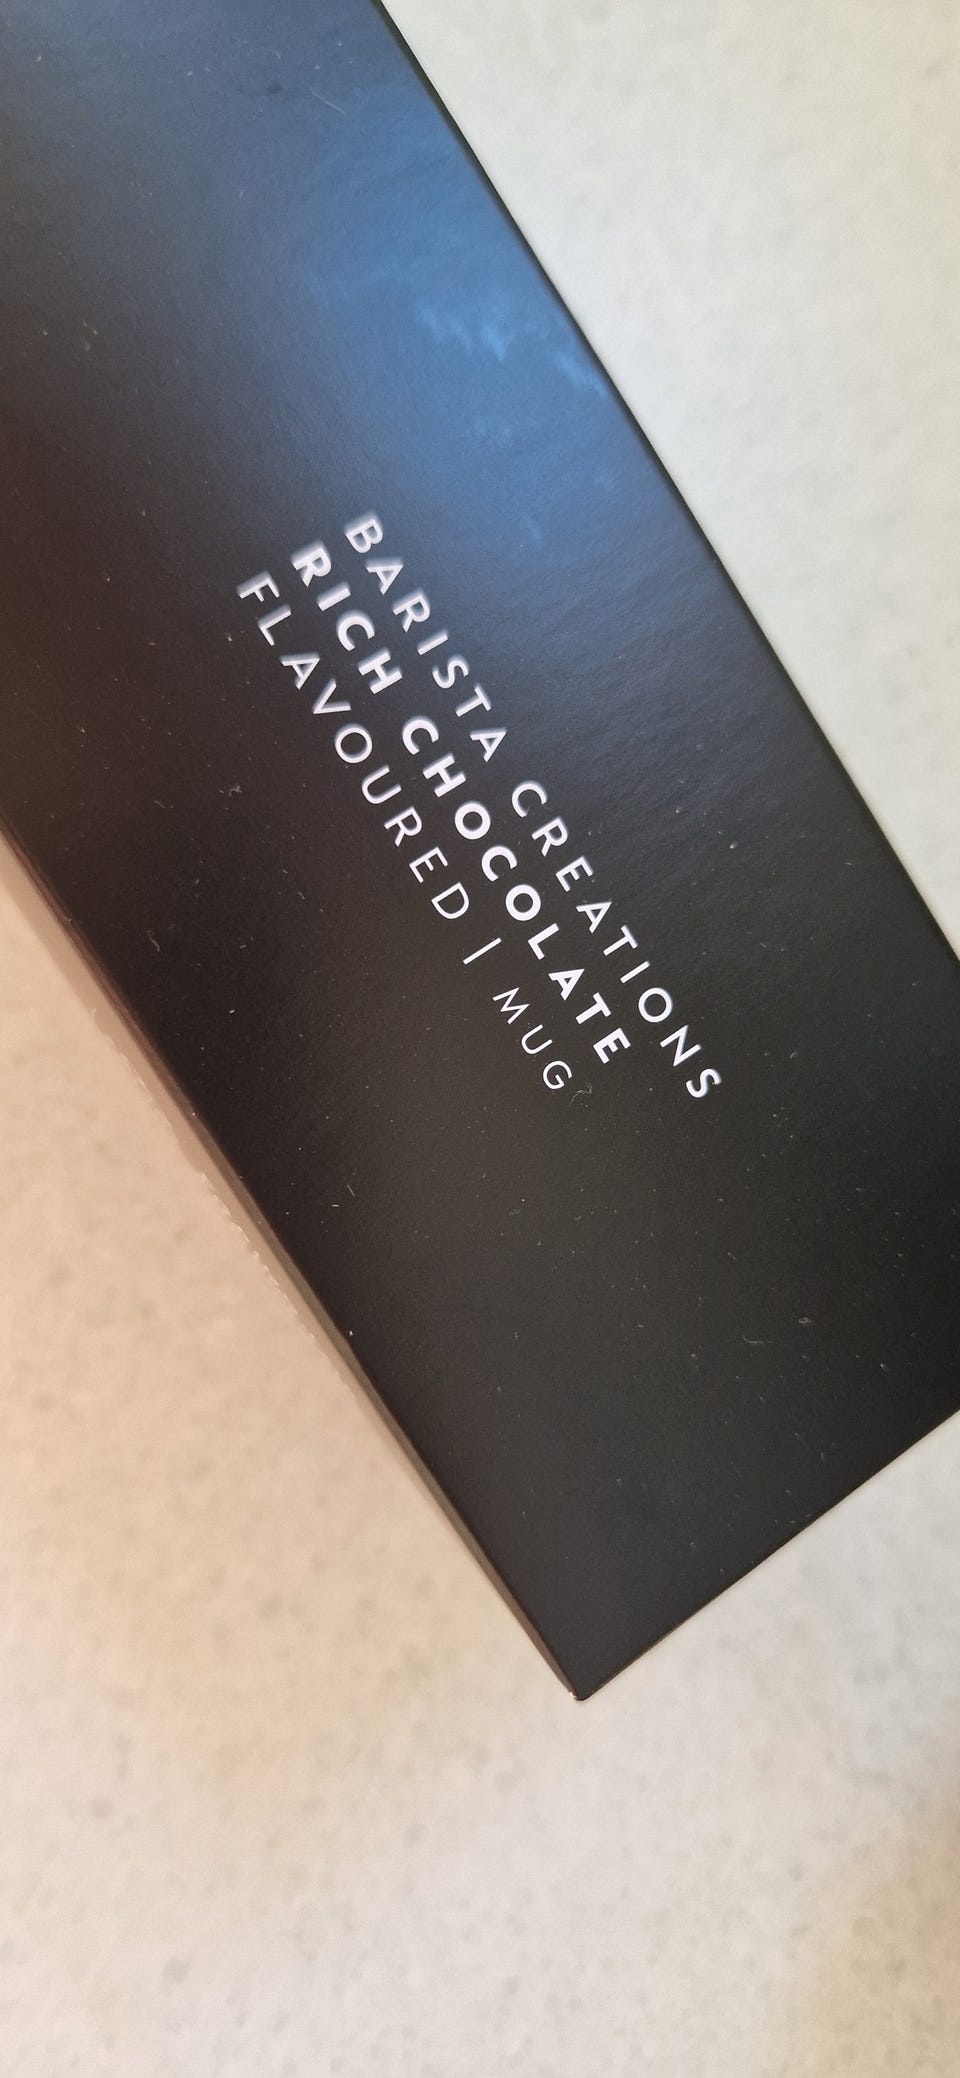 BARISTA CREATIONS
RICH CHOCOLATE
FLAVOURED | MUG